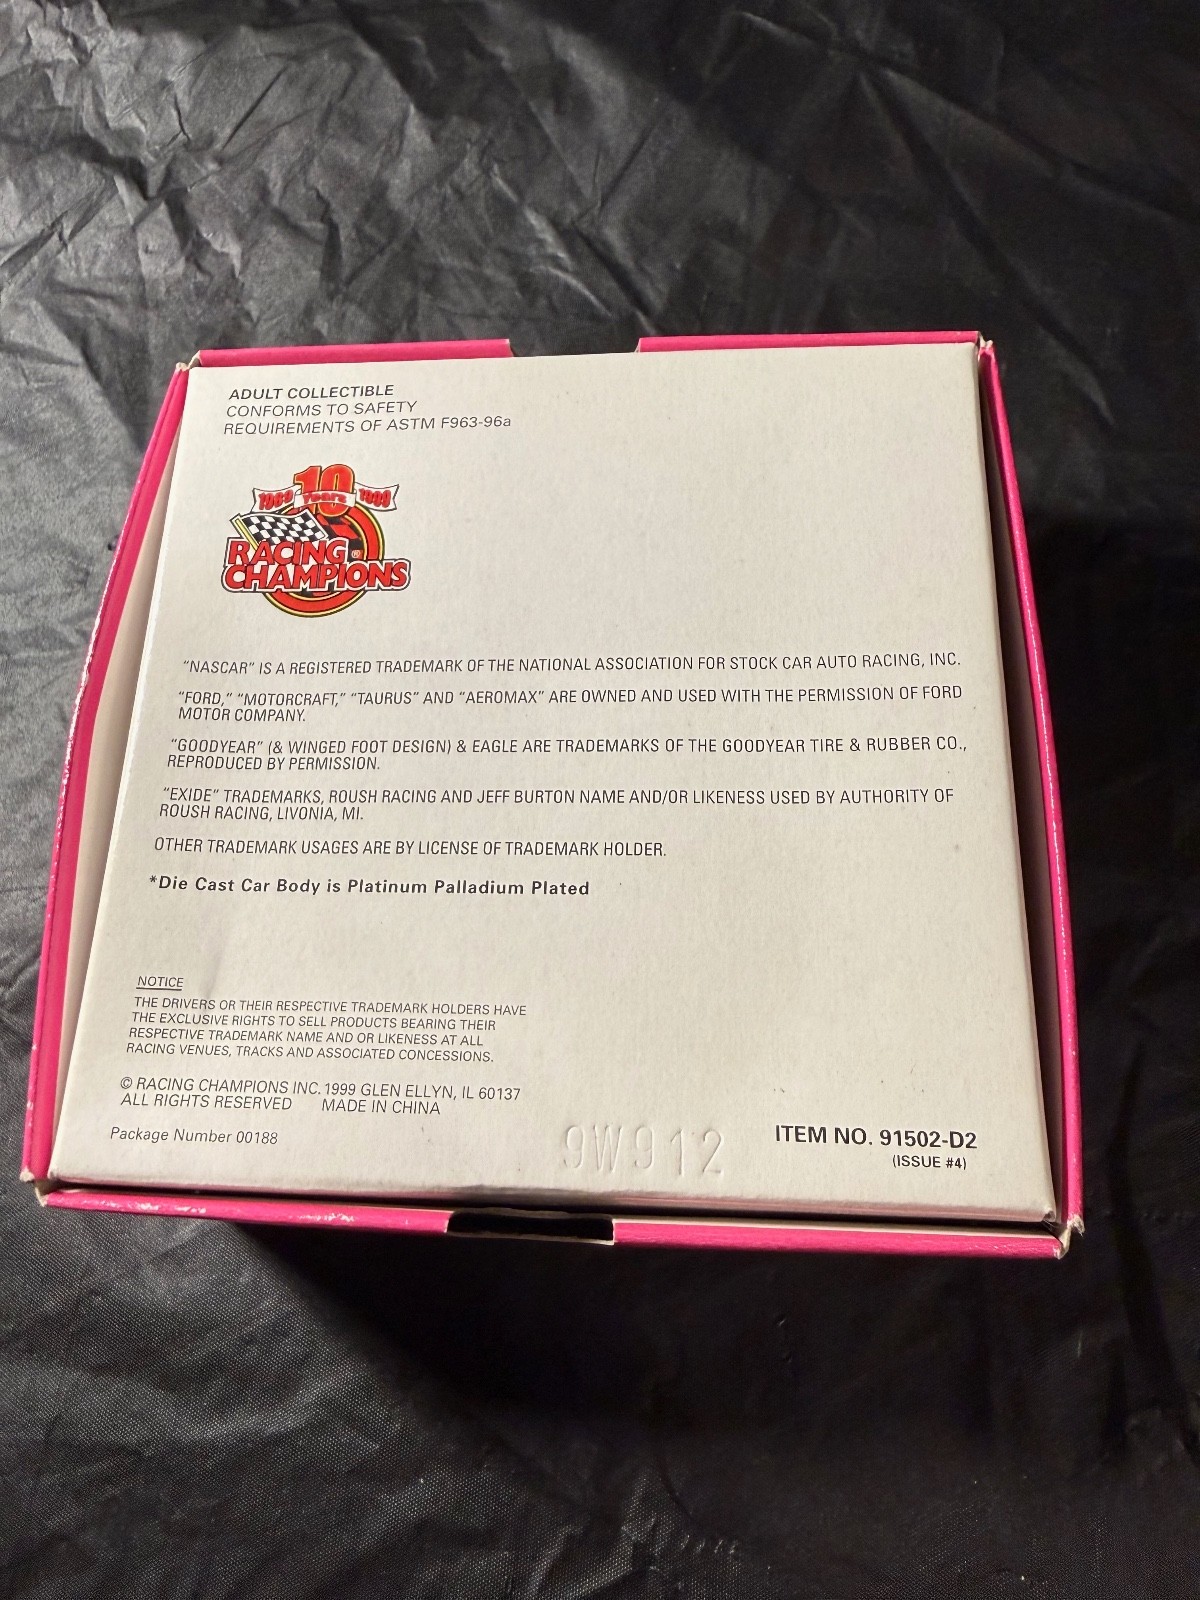 ADULT COLLECTIBLE
CONFORMS TO SAFETY
REQUIREMENTS OF ASTM F963-96a
10
1989 Years 1999
RACING ®
CHAMPIONS
"NASCAR" IS A REGISTERED TRADEMARK OF THE NATIONAL ASSOCIATION FOR STOCK CAR AUTO RACING, INC.
"FORD," "MOTORCRAFT," "TAURUS" AND "AEROMAX" ARE OWNED AND USED WITH THE PERMISSION OF FORD
MOTOR COMPANY.
"GOODYEAR" (& WINGED FOOT DESIGN) & EAGLE ARE TRADEMARKS OF THE GOODYEAR TIRE & RUBBER CO.,
REPRODUCED BY PERMISSION.
"EXIDE" TRADEMARKS, ROUSH RACING AND JEFF BURTON NAME AND/OR LIKENESS USED BY AUTHORITY OF
ROUSH RACING, LIVONIA, MI.
OTHER TRADEMARK USAGES ARE BY LICENSE OF TRADEMARK HOLDER.
*Die Cast Car Body is Platinum Palladium Plated
NOTICE
THE DRIVERS OR THEIR RESPECTIVE TRADEMARK HOLDERS HAVE
THE EXCLUSIVE RIGHTS TO SELL PRODUCTS BEARING THEIR
RESPECTIVE TRADEMARK NAME AND OR LIKENESS AT ALL
RACING VENUES, TRACKS AND ASSOCIATED CONCESSIONS.
© RACING CHAMPIONS INC. 1999 GLEN ELLYN, IL 60137
ALL RIGHTS RESERVED MADE IN CHINA
Package Number 00188
9W912
ITEM NO. 91502-D2
(ISSUE #4)